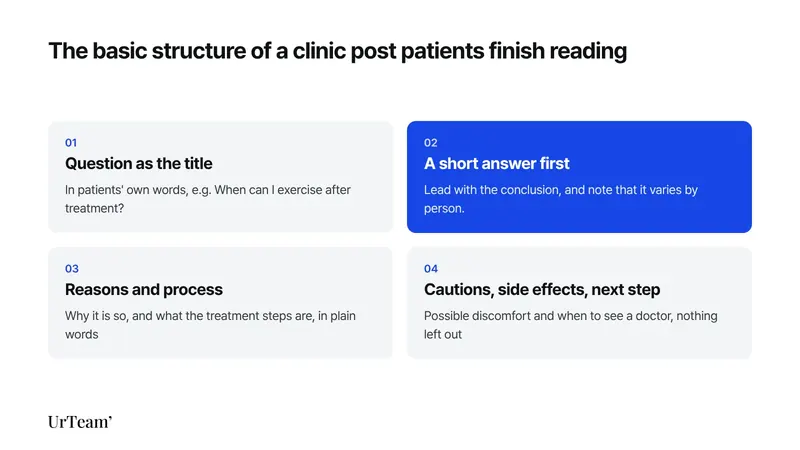 The basic structure of a clinic post patients finish reading
01
Question as the title
In patients' own words, e.g. When can I exercise after
treatment?
02
A short answer first
Lead with the conclusion, and note that it varies by
person.
03
Reasons and process
Why it is so, and what the treatment steps are, in plain
words
04
Cautions, side effects, next step
Possible discomfort and when to see a doctor, nothing
left out
UrTeam’